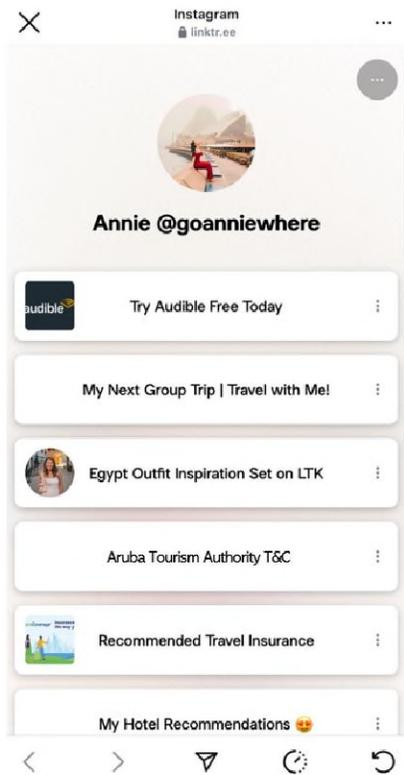 Instagram
linktr.ee
Annie @goanniewhere
audible
Try Audible Free Today
My Next Group Trip | Travel with Me!
Egypt Outfit Inspiration Set on LTK
Aruba Tourism Authority T&C
Recommended Travel Insurance
My Hotel Recommendations 🤩